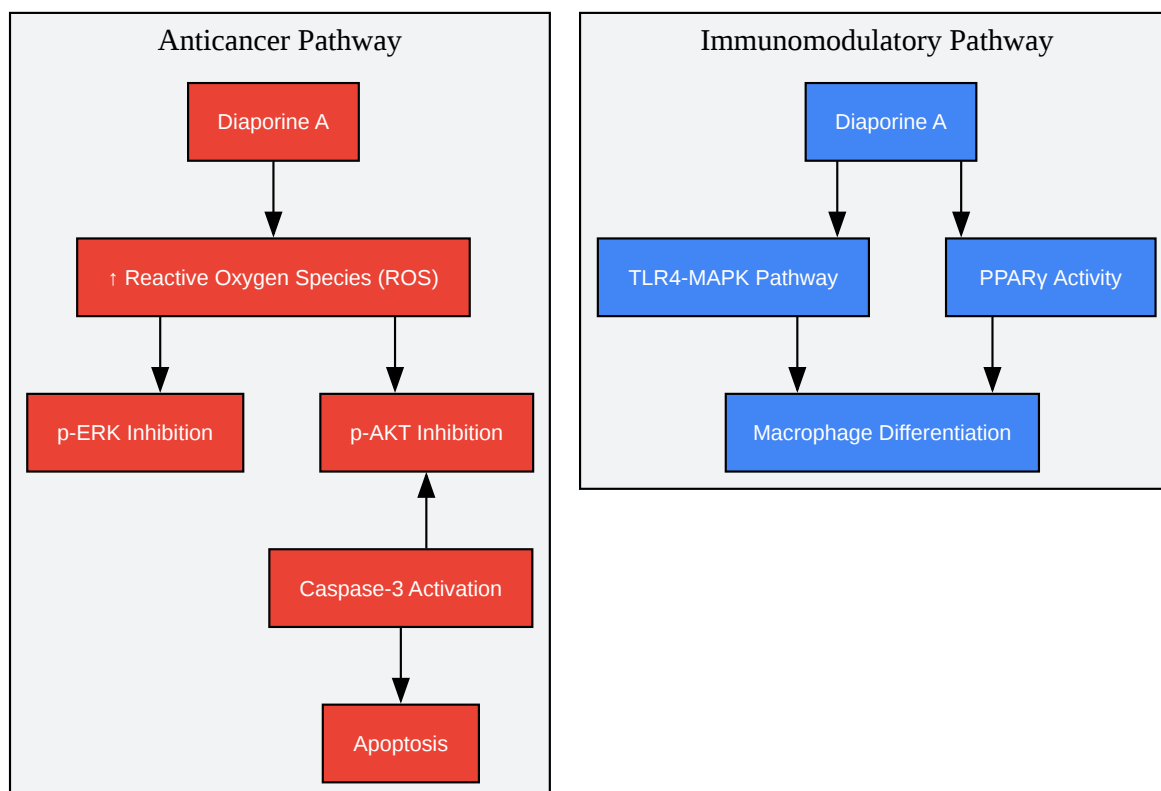 Anticancer Pathway
Diaporine A
↑ Reactive Oxygen Species (ROS)
p-ERK Inhibition
p-AKT Inhibition
Caspase-3 Activation
Apoptosis
Immunomodulatory Pathway
Diaporine A
TLR4-MAPK Pathway
PPARγ Activity
Macrophage Differentiation